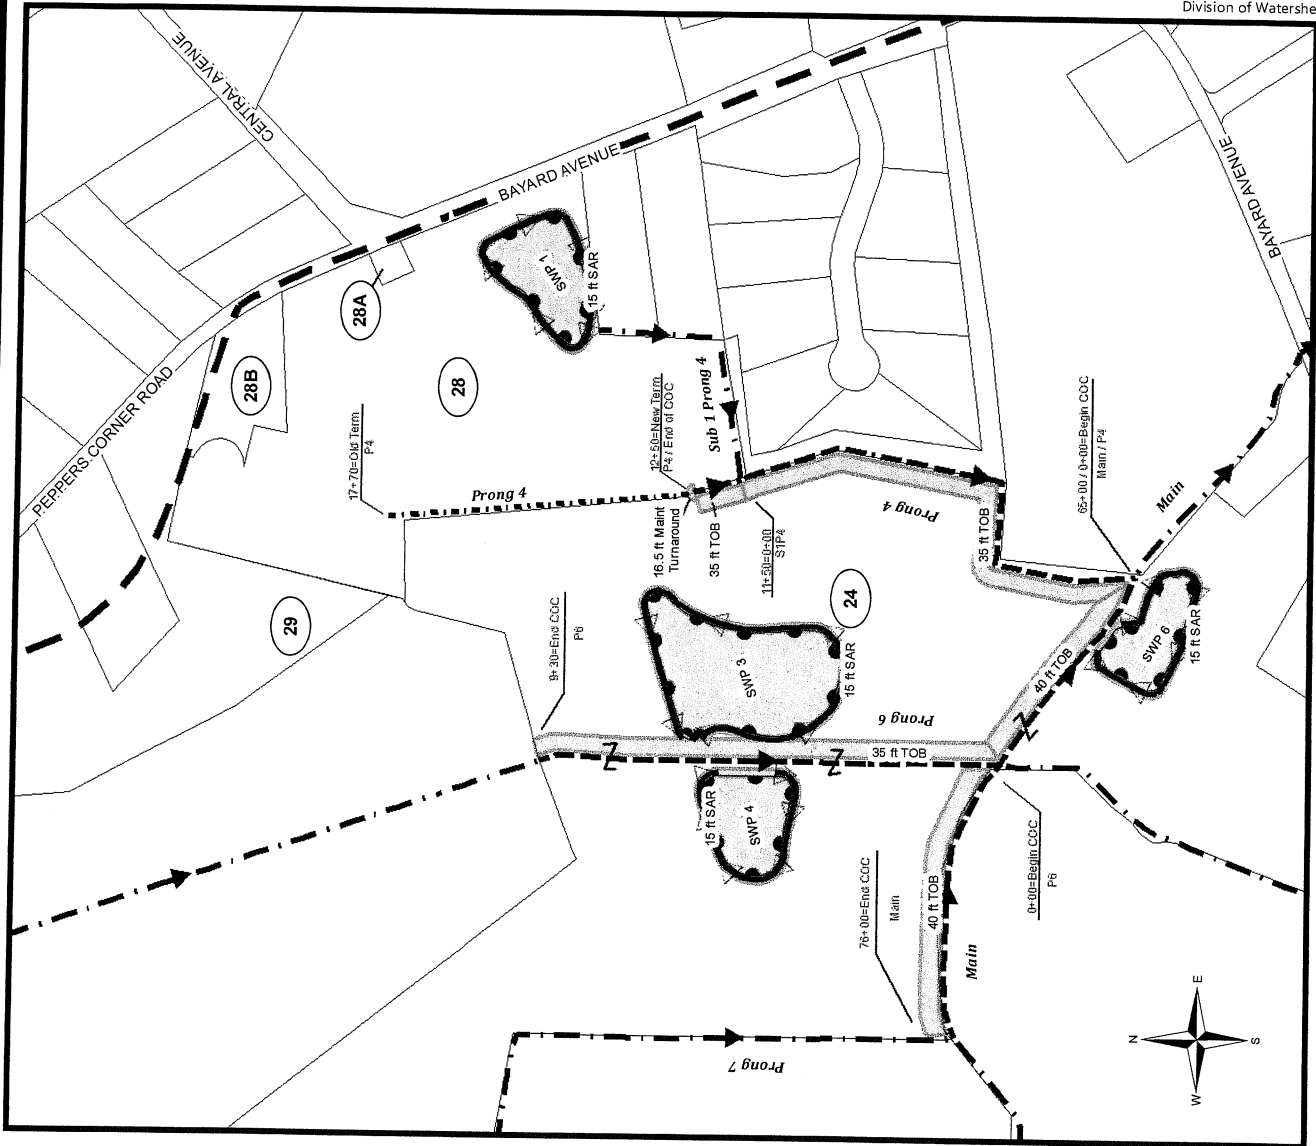 Division of Watershe
CENTRAL AVENUE
BAYARD AVENUE
BAYARD AVENUE
PEPPERS CORNER ROAD
28A
28B
28
SWP 1
15 ft SAR
17+70=Old Term
P4
12+50=New Term
P4 / End of COC
Sub 1 Prong 4
Prong 4
16.5 ft Maint
Turnaround
35 ft TOB
11+50=0+00
S1P4
Prong 4
35 ft TOB
65+00 / 0+00=Begin COC
Main / P4
Main
29
24
9+30=End COC
P6
SWP 3
15 ft SAR
Prong 6
35 ft TOB
40 ft TOB
SWP 6
15 ft SAR
15 ft SAR
SWP 4
76+00=End COC
Main
40 ft TOB
0+00=Begin COC
P6
Main
Prong 7
N
E
S
W